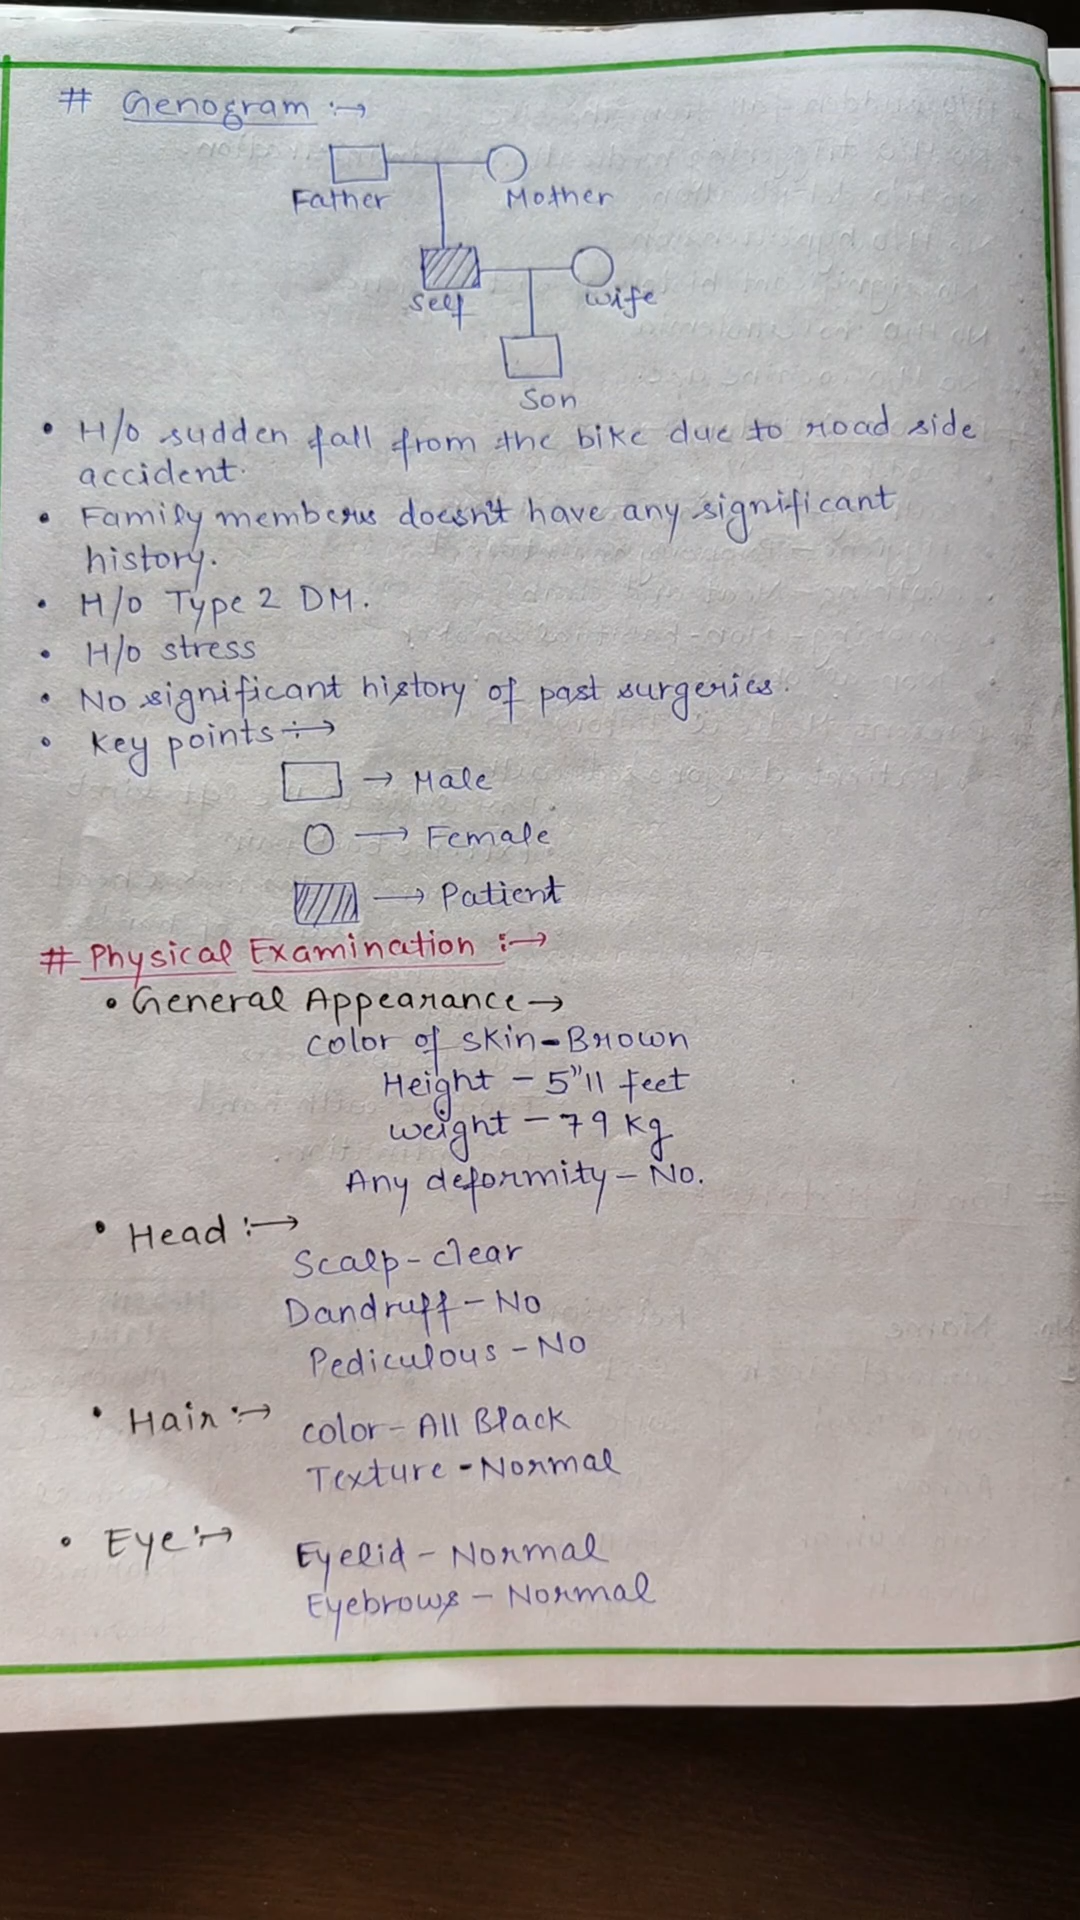 # Genogram :→
Father Mother
Self wife
Son
• H/o sudden fall from the bike due to road side
accident.
• Family members doesn't have any significant
history.
• H/o Type 2 DM.
• H/o stress
• No significant history of past surgeries.
• Key points :→
→ Male
→ Female
→ Patient
# Physical Examination :→
• General Appearance →
color of skin - Brown
Height - 5"11 feet
weight - 79 kg
Any deformity - No.
• Head :→
Scalp - clear
Dandruff - No
Pediculous - No
• Hair :→
color - All Black
Texture - Normal
• Eye :→
Eyelid - Normal
Eyebrows - Normal